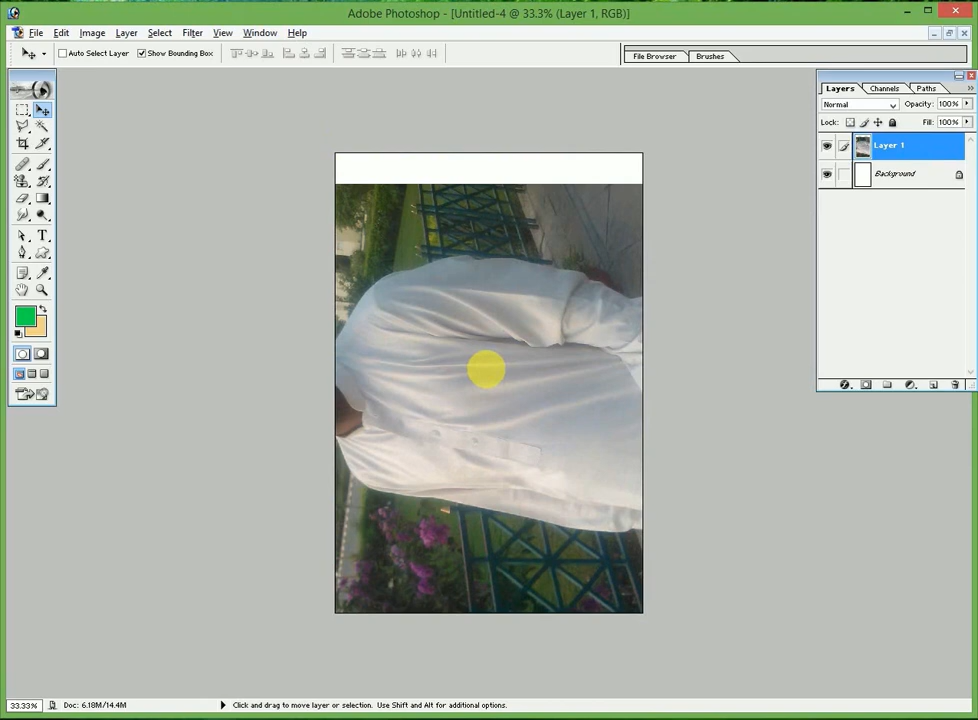 Adobe Photoshop - [Untitled-4 @ 33.3% (Layer 1, RGB)]
File Edit Image Layer Select Filter View Window Help
Auto Select Layer Show Bounding Box File Browser Brushes
Layers Channels Paths
Normal Opacity: 100%
Lock: Fill: 100%
Layer 1
Background
T
33.33% Doc: 6.18M/14.4M Click and drag to move layer or selection. Use Shift and Alt for additional options.